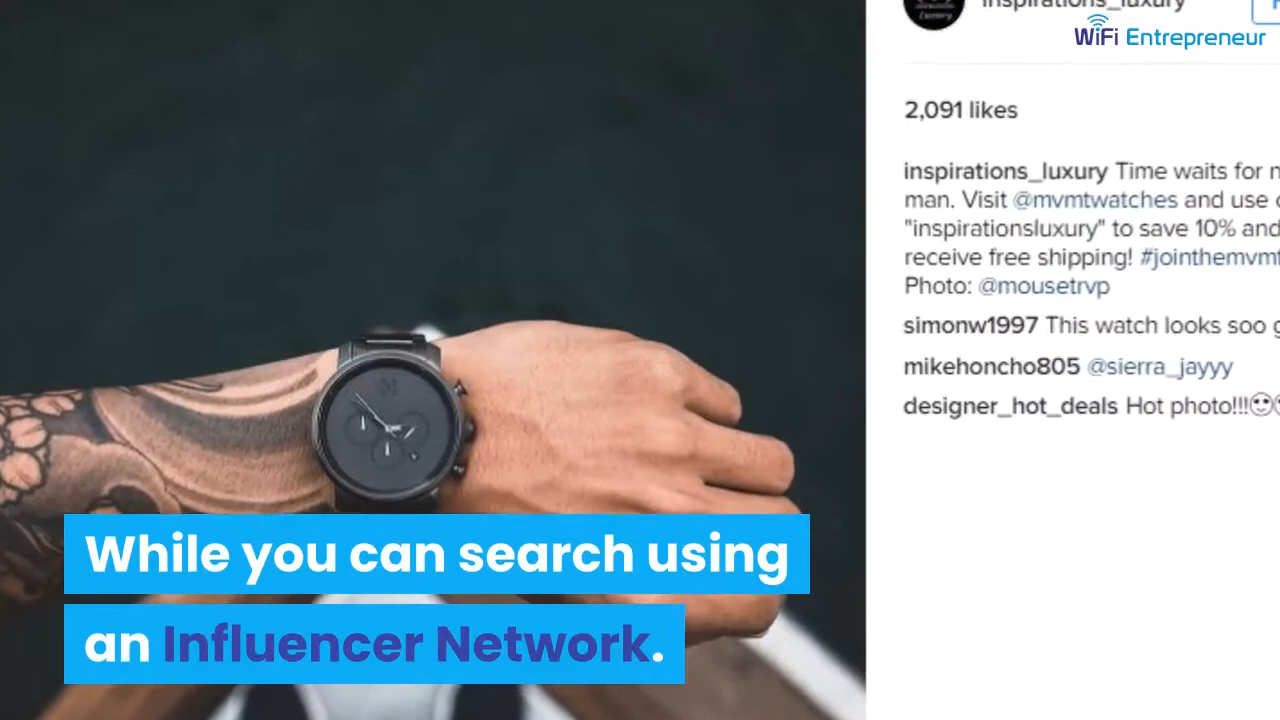 inspirations_luxury
WiFi Entrepreneur
Luxury
2,091 likes
inspirations_luxury Time waits for
man. Visit @mvmtwatches and use
"inspirationsluxury" to save 10% and
receive free shipping! #jointhemvmt
Photo: @mousetrvp
simonw1997 This watch looks soo
mikehoncho805 @sierra_jayyy
designer_hot_deals Hot photo!!!
While you can search using
an Influencer Network.